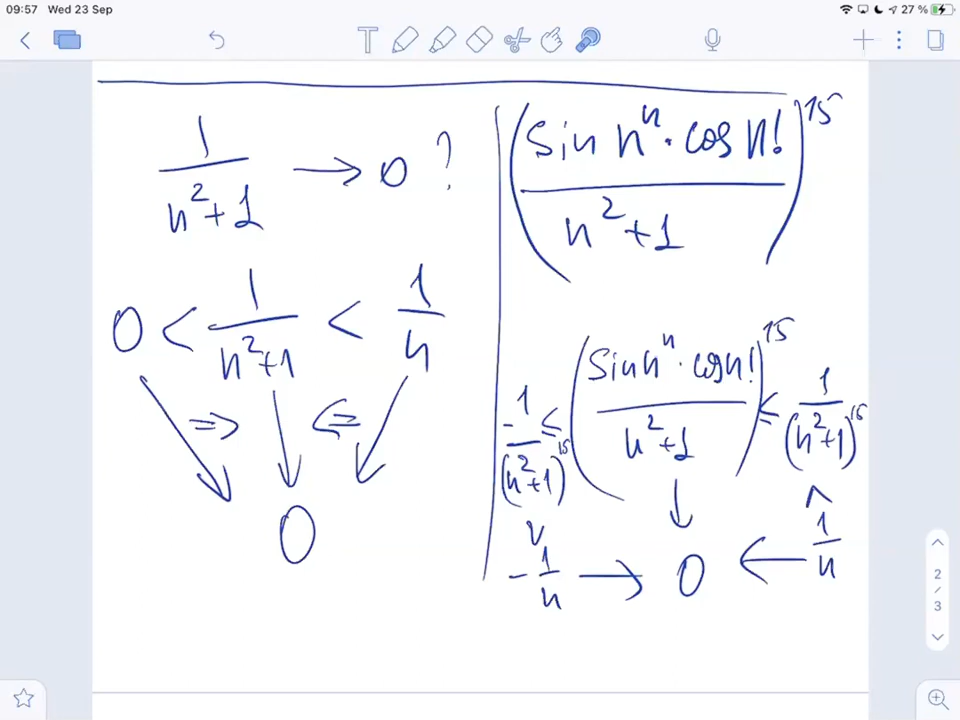 09:57 Wed 23 Sep
27 %
1/(n²+1) → 0 ?
0 < 1/(n²+1) < 1/n
⇒ ⇐
0
((sin nⁿ · cos n!)/(n²+1))¹⁵
-1/(n²+1)¹⁵ ≤ ((sin nⁿ · cos n!)/(n²+1))¹⁵ ≤ 1/(n²+1)¹⁵
∨ ↓ ∧
-1/n → 0 ← 1/n
2
/
3